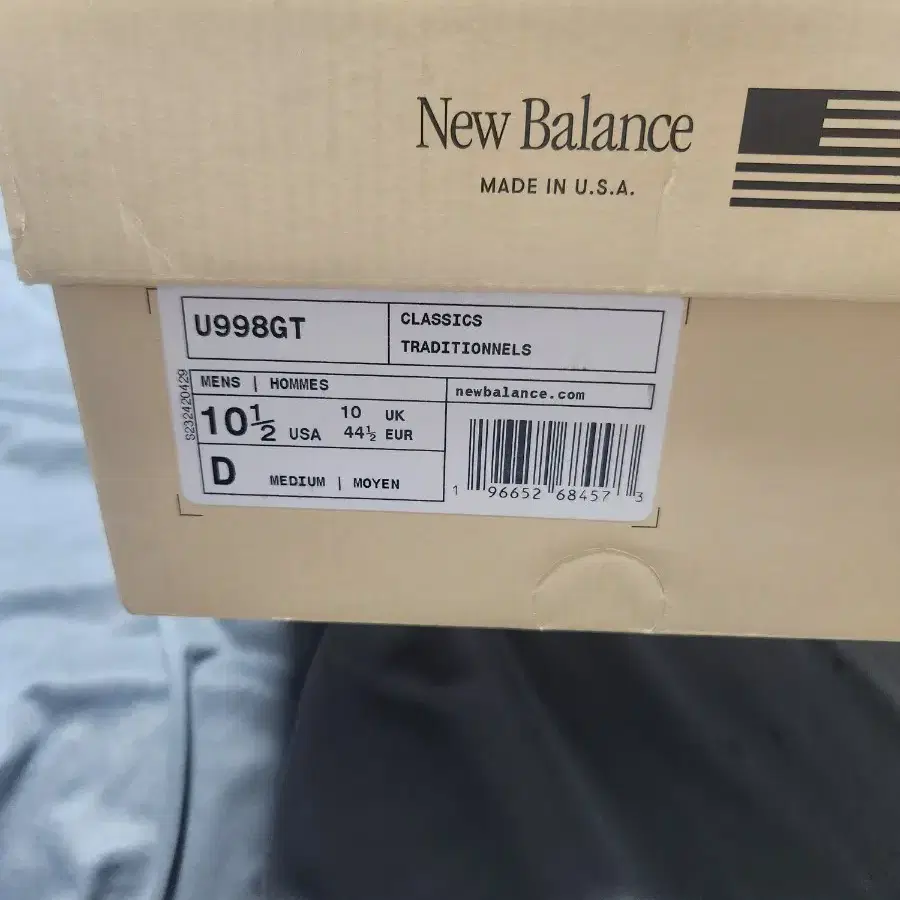 New Balance
MADE IN U.S.A.
U998GT
CLASSICS
TRADITIONNELS
S232420429
MENS | HOMMES
newbalance.com
10½ USA
10 UK
44½ EUR
D MEDIUM | MOYEN
1 96652 68457 3